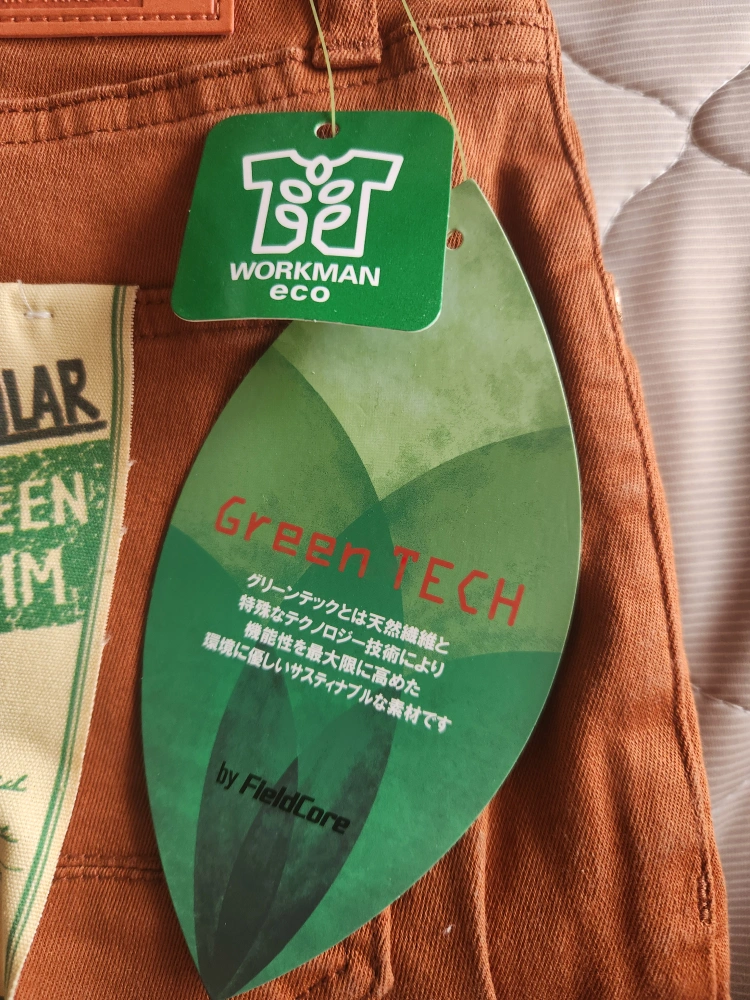 WORKMAN
eco
Green TECH
グリーンテックとは天然繊維と
特殊なテクノロジー技術により
機能性を最大限に高めた
環境に優しいサスティナブルな素材です
by FieldCore